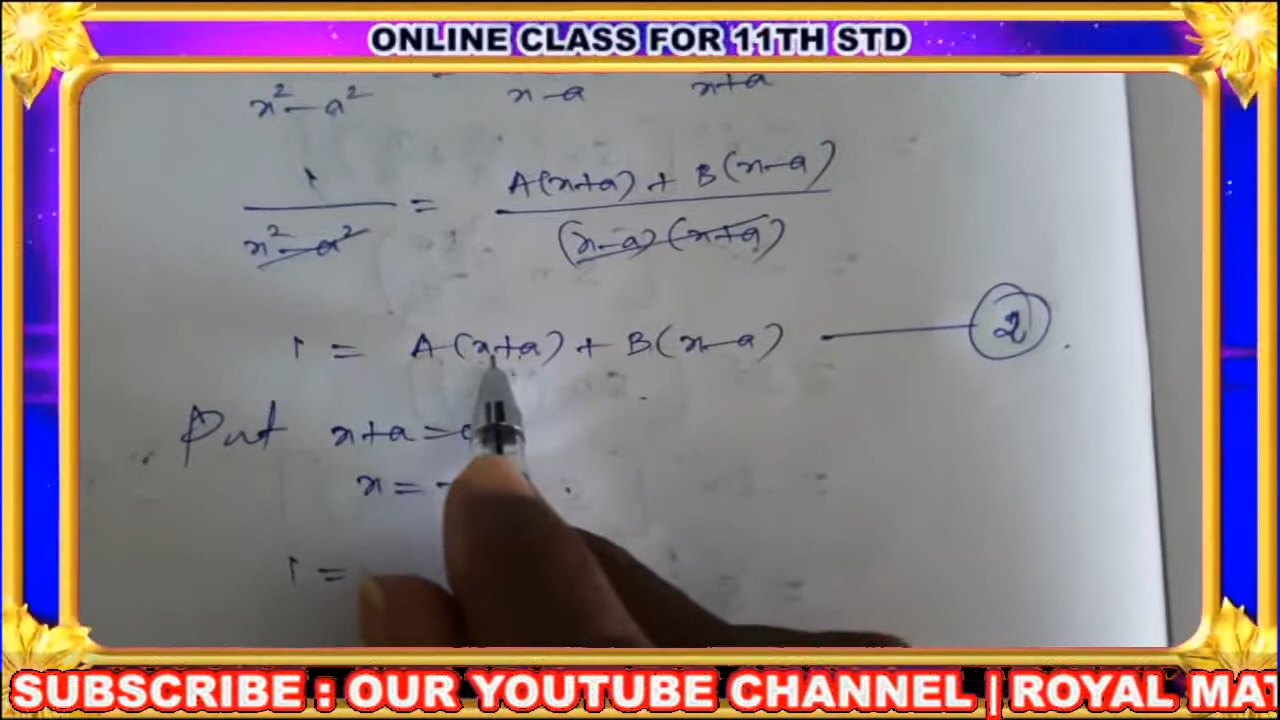 ONLINE CLASS FOR 11TH STD
x² - a² x-a x+a
1 / x² - a² = A(x+a) + B(x-a) / (x-a) (x+a)
1 = A(x+a) + B(x-a) —— 2
Put x+a =
x = -
1 =
SUBSCRIBE : OUR YOUTUBE CHANNEL | ROYAL MAT